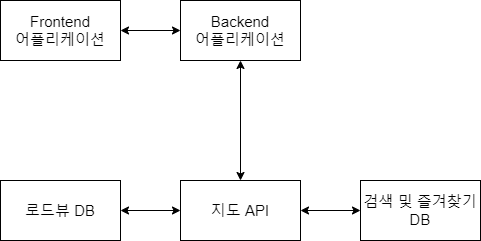 Frontend
어플리케이션
Backend
어플리케이션
로드뷰 DB
지도 API
검색 및 즐겨찾기
DB